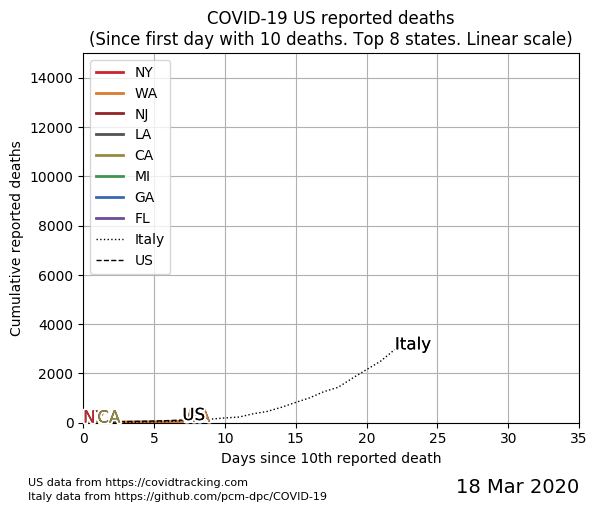 COVID-19 US reported deaths
(Since first day with 10 deaths. Top 8 states. Linear scale)
14000
12000
10000
8000
6000
4000
2000
0
Cumulative reported deaths
NY
WA
NJ
LA
CA
MI
GA
FL
Italy
US
Italy
US
CA
0
5
10
15
20
25
30
35
Days since 10th reported death
US data from https://covidtracking.com
Italy data from https://github.com/pcm-dpc/COVID-19
18 Mar 2020